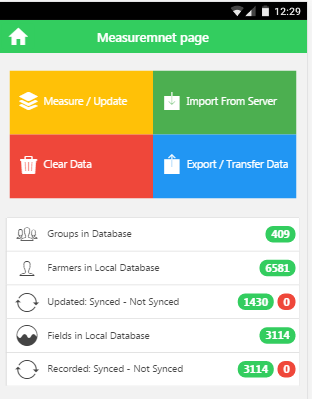 12:29
Measuremnet page
Measure / Update
Import From Server
Clear Data
Export / Transfer Data
Groups in Database 409
Farmers in Local Database 6581
Updated: Synced - Not Synced 1430 0
Fields in Local Database 3114
Recorded: Synced - Not Synced 3114 0